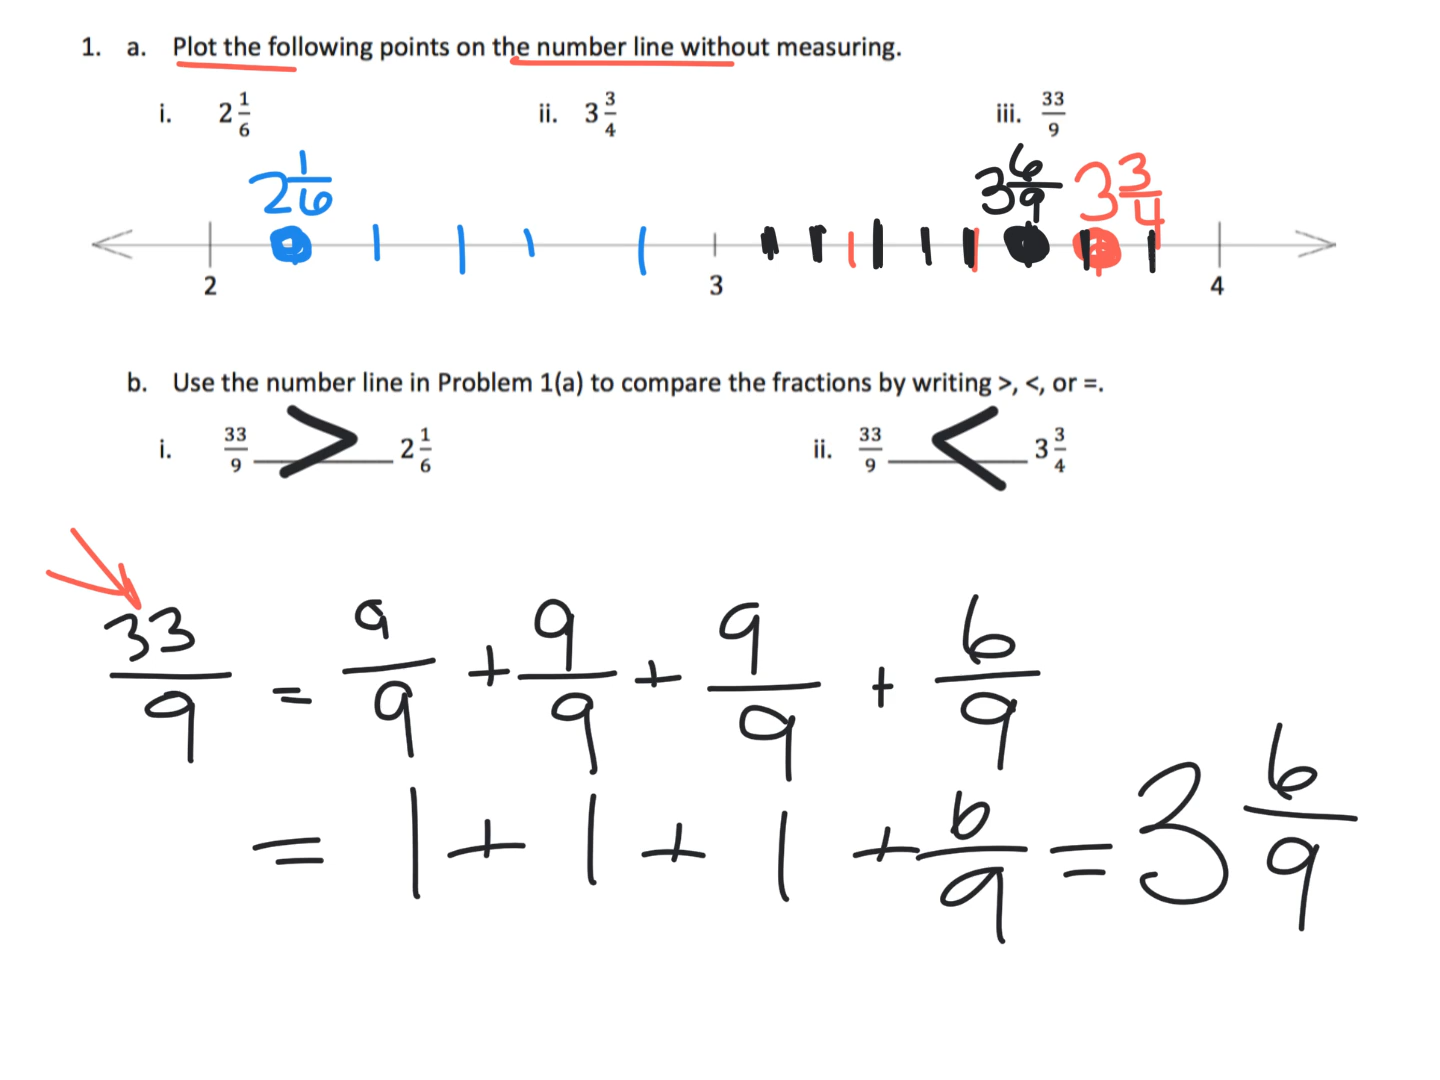 1. a. Plot the following points on the number line without measuring.
i. 2 1/6 ii. 3 3/4 iii. 33/9
2 1/6 3 6/9 3 3/4
2 3 4
b. Use the number line in Problem 1(a) to compare the fractions by writing >, <, or =.
i. 33/9 > 2 1/6 ii. 33/9 < 3 3/4
33/9 = 9/9 + 9/9 + 9/9 + 6/9
= 1 + 1 + 1 + 6/9 = 3 6/9